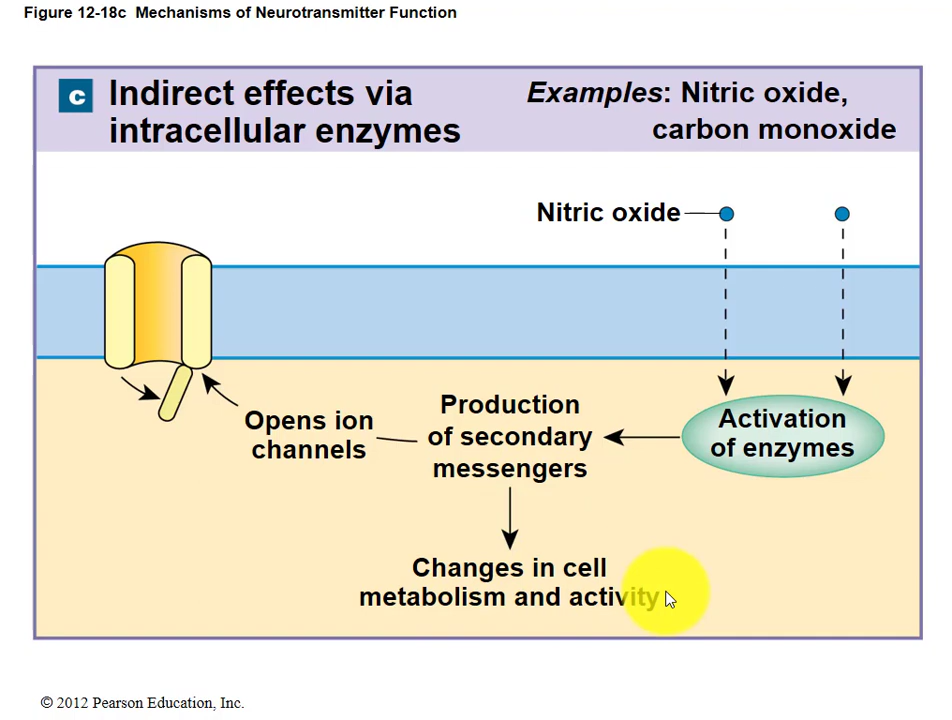 Figure 12-18c Mechanisms of Neurotransmitter Function
c
Indirect effects via
intracellular enzymes
Examples: Nitric oxide,
carbon monoxide
Nitric oxide
Activation
of enzymes
Production
of secondary
messengers
Opens ion
channels
Changes in cell
metabolism and activity
© 2012 Pearson Education, Inc.